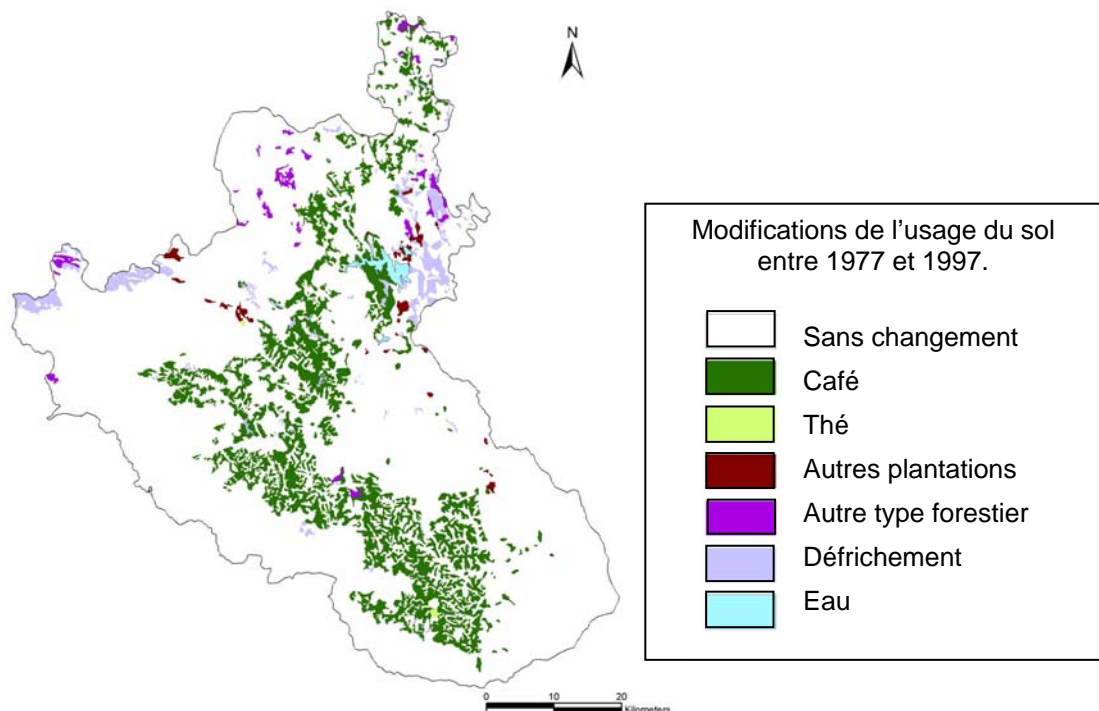 N
Modifications de l'usage du sol
entre 1977 et 1997.
Sans changement
Café
Thé
Autres plantations
Autre type forestier
Défrichement
Eau
0 10 20
Kilometers